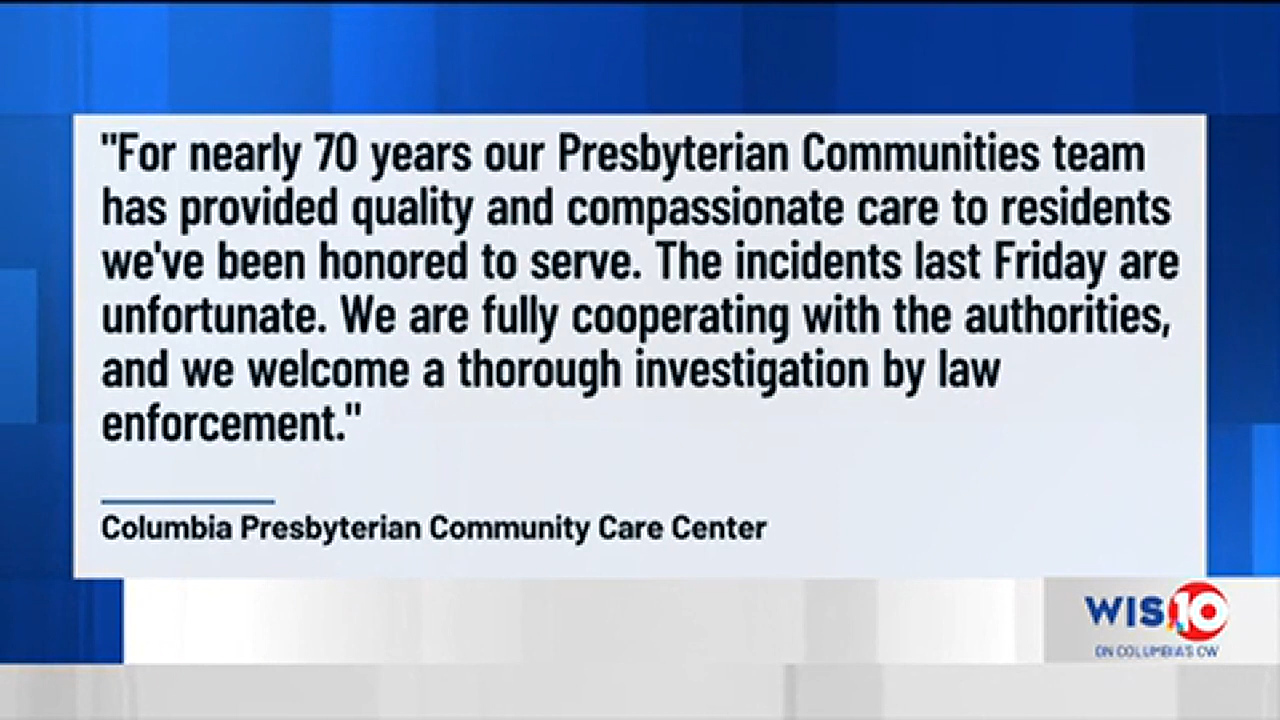 "For nearly 70 years our Presbyterian Communities team
has provided quality and compassionate care to residents
we've been honored to serve. The incidents last Friday are
unfortunate. We are fully cooperating with the authorities,
and we welcome a thorough investigation by law
enforcement."
Columbia Presbyterian Community Care Center
WIS 10
ON COLUMBIA'S CW